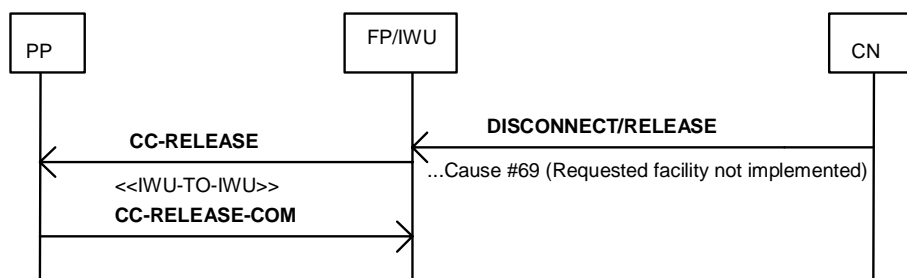 PP
FP/IWU
CN
DISCONNECT/RELEASE
CC-RELEASE
...Cause #69 (Requested facility not implemented)
<<IWU-TO-IWU>>
CC-RELEASE-COM